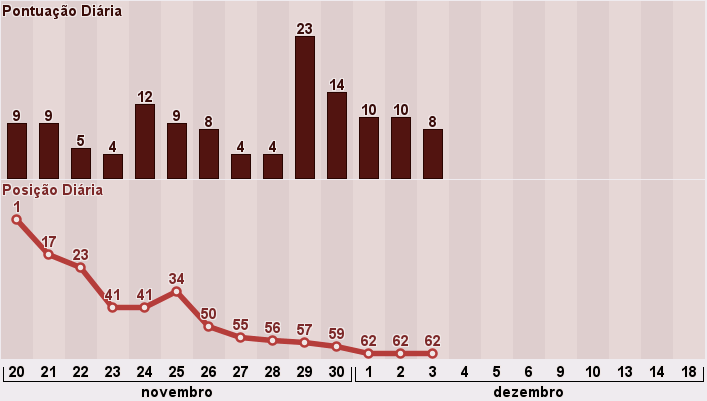 Pontuação Diária
9 9 5 4 12 9 8 4 4 23 14 10 10 8
Posição Diária
1 17 23 41 41 34 50 55 56 57 59 62 62 62
20 21 22 23 24 25 26 27 28 29 30 1 2 3 4 5 6 9 10 13 14 18
novembro dezembro